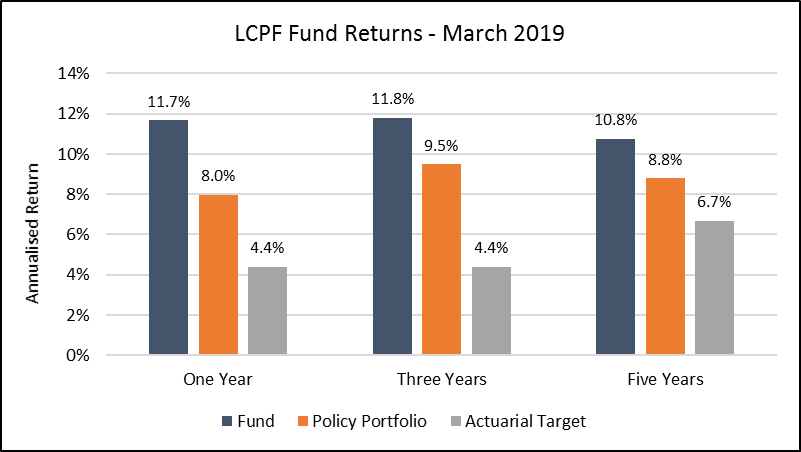 LCPF Fund Returns - March 2019
Annualised Return
14%
12%
10%
8%
6%
4%
2%
0%
11.7%
8.0%
4.4%
11.8%
9.5%
4.4%
10.8%
8.8%
6.7%
One Year
Three Years
Five Years
Fund
Policy Portfolio
Actuarial Target